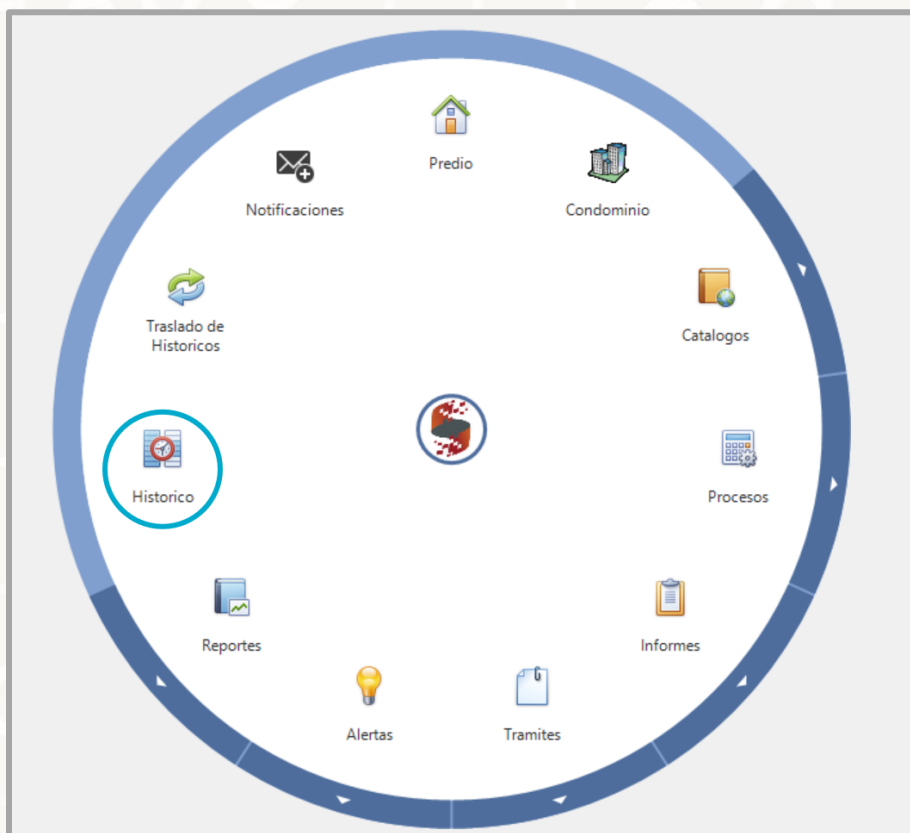 Predio
Notificaciones
Condominio
Traslado de
Historicos
Catalogos
Historico
Procesos
Reportes
Informes
Alertas
Tramites